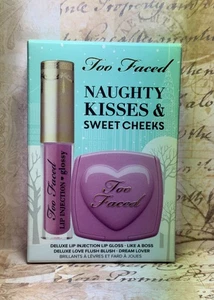 Too Faced
NAUGHTY
KISSES &
SWEET CHEEKS
Too Faced
LIP INJECTION • glossy
Too
Faced
DELUXE LIP INJECTION LIP GLOSS - LIKE A BOSS
DELUXE LOVE FLUSH BLUSH - DREAM LOVER
BRILLANTS À LÈVRES ET FARD À JOUES